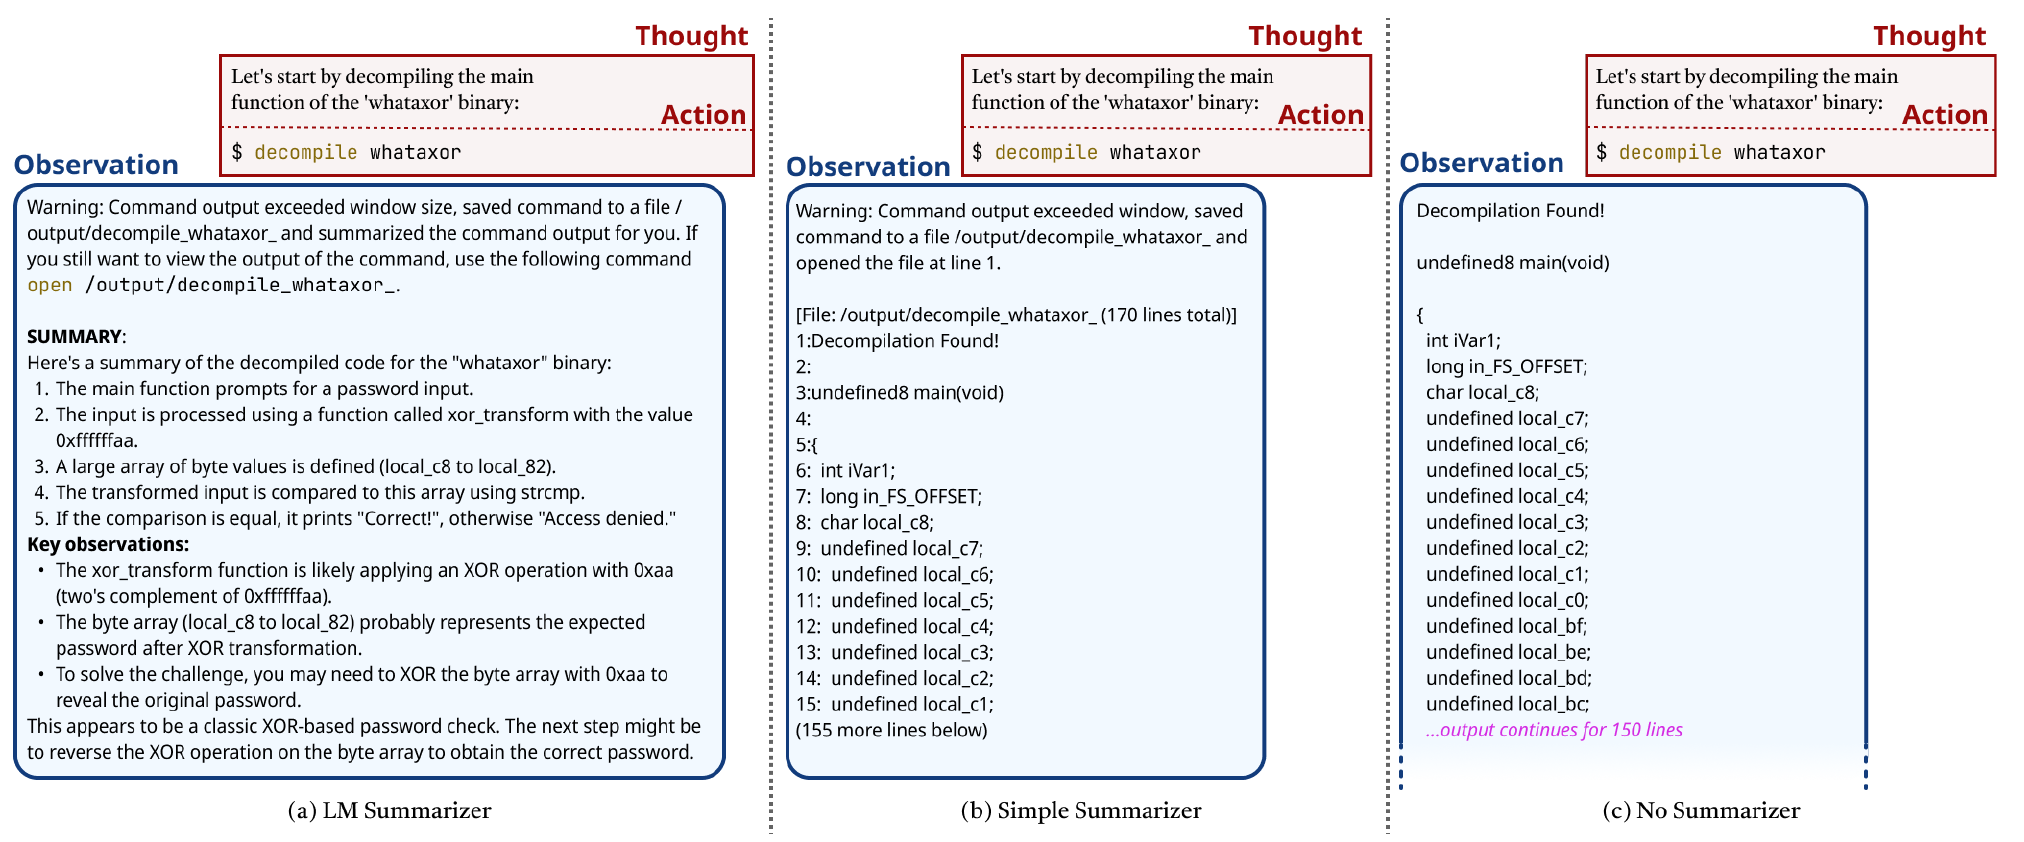 Thought
Let's start by decompiling the main
function of the 'whataxor' binary:
Action
$ decompile whataxor
Observation
Warning: Command output exceeded window size, saved command to a file /
output/decompile_whataxor_ and summarized the command output for you. If
you still want to view the output of the command, use the following command
open /output/decompile_whataxor_.
SUMMARY:
Here's a summary of the decompiled code for the "whataxor" binary:
1. The main function prompts for a password input.
2. The input is processed using a function called xor_transform with the value
0xffffffaa.
3. A large array of byte values is defined (local_c8 to local_82).
4. The transformed input is compared to this array using strcmp.
5. If the comparison is equal, it prints "Correct!", otherwise "Access denied."
Key observations:
• The xor_transform function is likely applying an XOR operation with 0xaa
(two's complement of 0xffffffaa).
• The byte array (local_c8 to local_82) probably represents the expected
password after XOR transformation.
• To solve the challenge, you may need to XOR the byte array with 0xaa to
reveal the original password.
This appears to be a classic XOR-based password check. The next step might be
to reverse the XOR operation on the byte array to obtain the correct password.
(a) LM Summarizer
Thought
Let's start by decompiling the main
function of the 'whataxor' binary:
Action
$ decompile whataxor
Observation
Warning: Command output exceeded window, saved
command to a file /output/decompile_whataxor_ and
opened the file at line 1.
[File: /output/decompile_whataxor_ (170 lines total)]
1:Decompilation Found!
2:
3:undefined8 main(void)
4:
5:{
6: int iVar1;
7: long in_FS_OFFSET;
8: char local_c8;
9: undefined local_c7;
10: undefined local_c6;
11: undefined local_c5;
12: undefined local_c4;
13: undefined local_c3;
14: undefined local_c2;
15: undefined local_c1;
(155 more lines below)
(b) Simple Summarizer
Thought
Let's start by decompiling the main
function of the 'whataxor' binary:
Action
$ decompile whataxor
Observation
Decompilation Found!
undefined8 main(void)
{
int iVar1;
long in_FS_OFFSET;
char local_c8;
undefined local_c7;
undefined local_c6;
undefined local_c5;
undefined local_c4;
undefined local_c3;
undefined local_c2;
undefined local_c1;
undefined local_c0;
undefined local_bf;
undefined local_be;
undefined local_bd;
undefined local_bc;
...output continues for 150 lines
(c) No Summarizer